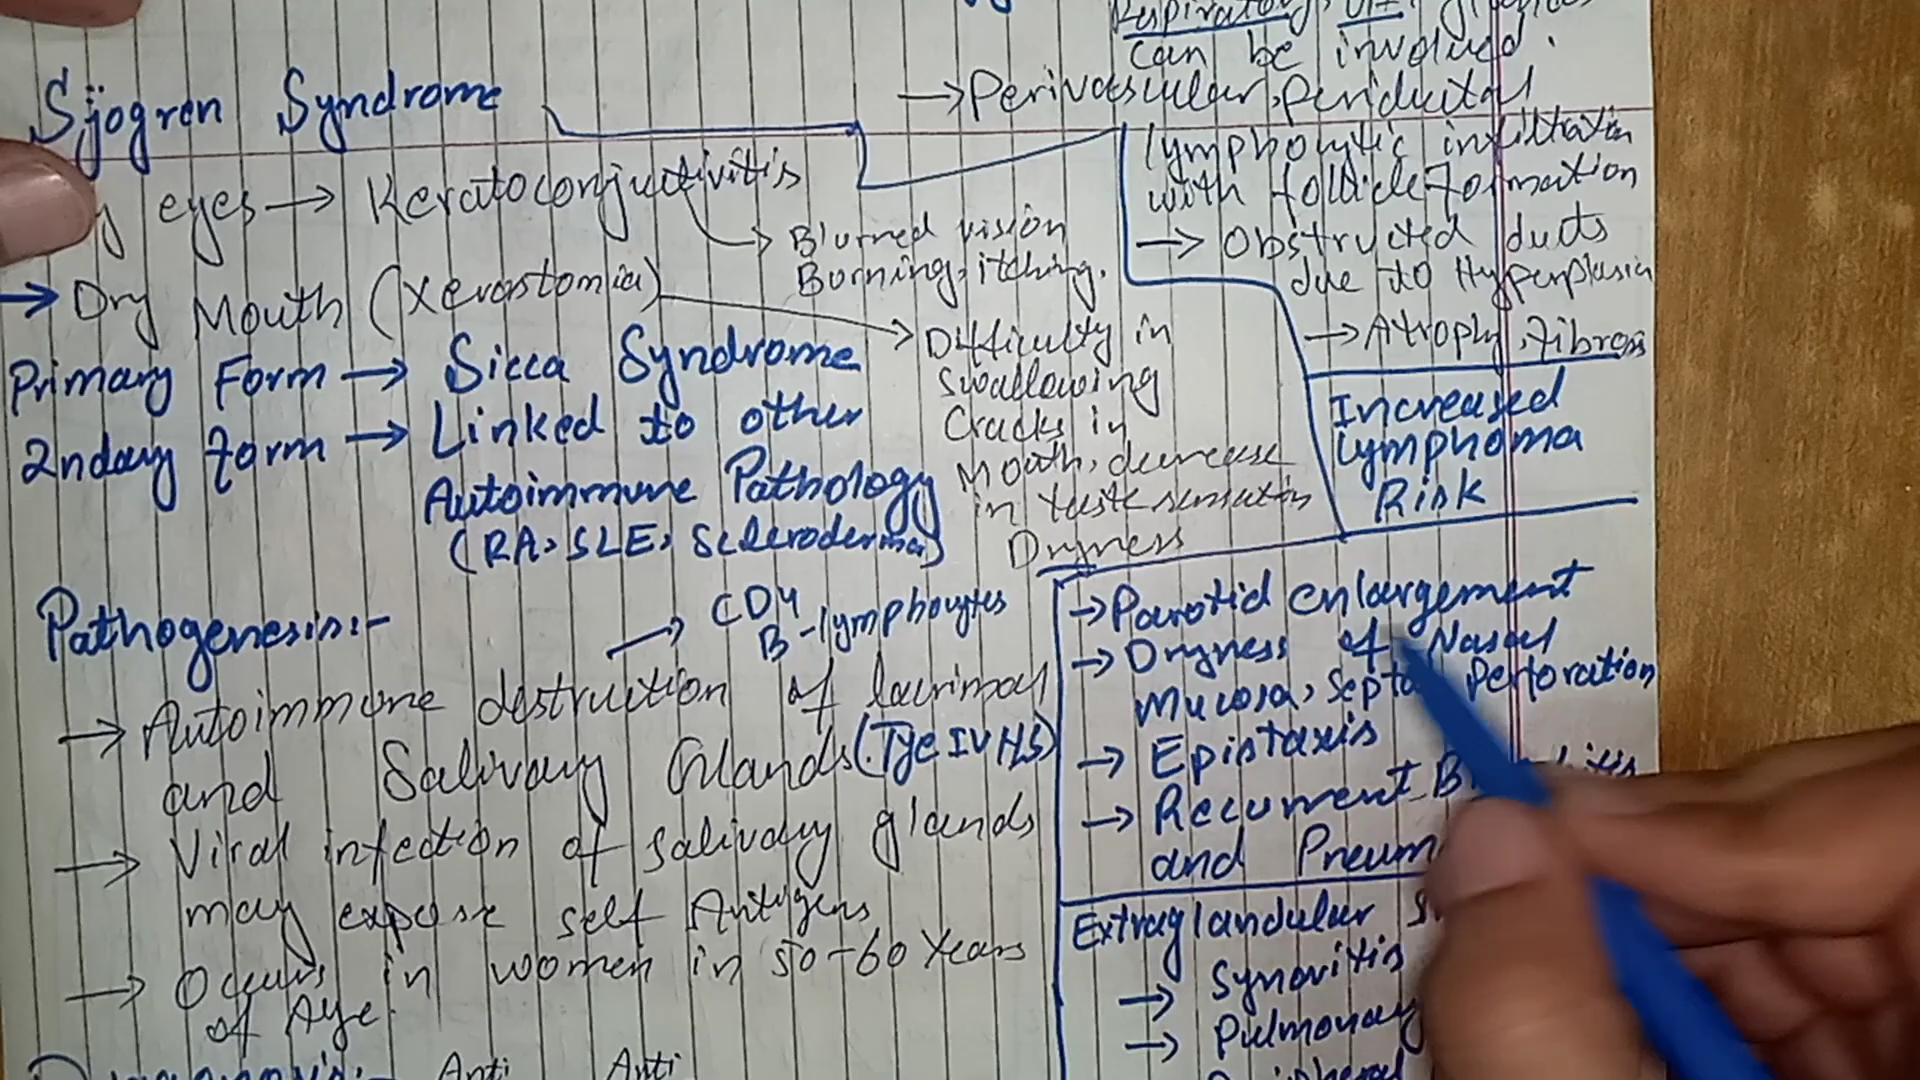 Sjogren Syndrome
eyes → Keratoconjuctivitis
Blurred vision
Burning, itching.
→ Dry Mouth (Xerostomia)
Difficulty in
Swallowing
Cracks in
Mouth, decrease
in taste sensation
Dryness
Primary Form → Sicca Syndrome
2nday form → Linked to other
Autoimmune Pathology
(RA, SLE, Scleroderma)
Pathogenesis:-
→ CD4
B-lymphocytes
→ Autoimmune destruction of lacrimal
and Salivary Glands (Tye IV HS)
→ Viral infection of salivary glands
may expose self Antigens
→ Occurs in women in 50-60 Years
of Age.
Anti Anti
Respiratory,
can be involved.
→ Perivascular, periductal
lymphocytic infiltration
with follicle formation
→ Obstructed ducts
due to Hyperplasia
→ Atrophy, fibrosis
Increased
Lymphoma
Risk
→ Parotid enlargement
→ Dryness of Nasal
Mucosa, Septal Perforation
→ Epistaxis
→ Recurrent
and
Extraglandular
→ Synovitis
→ Pulmonary